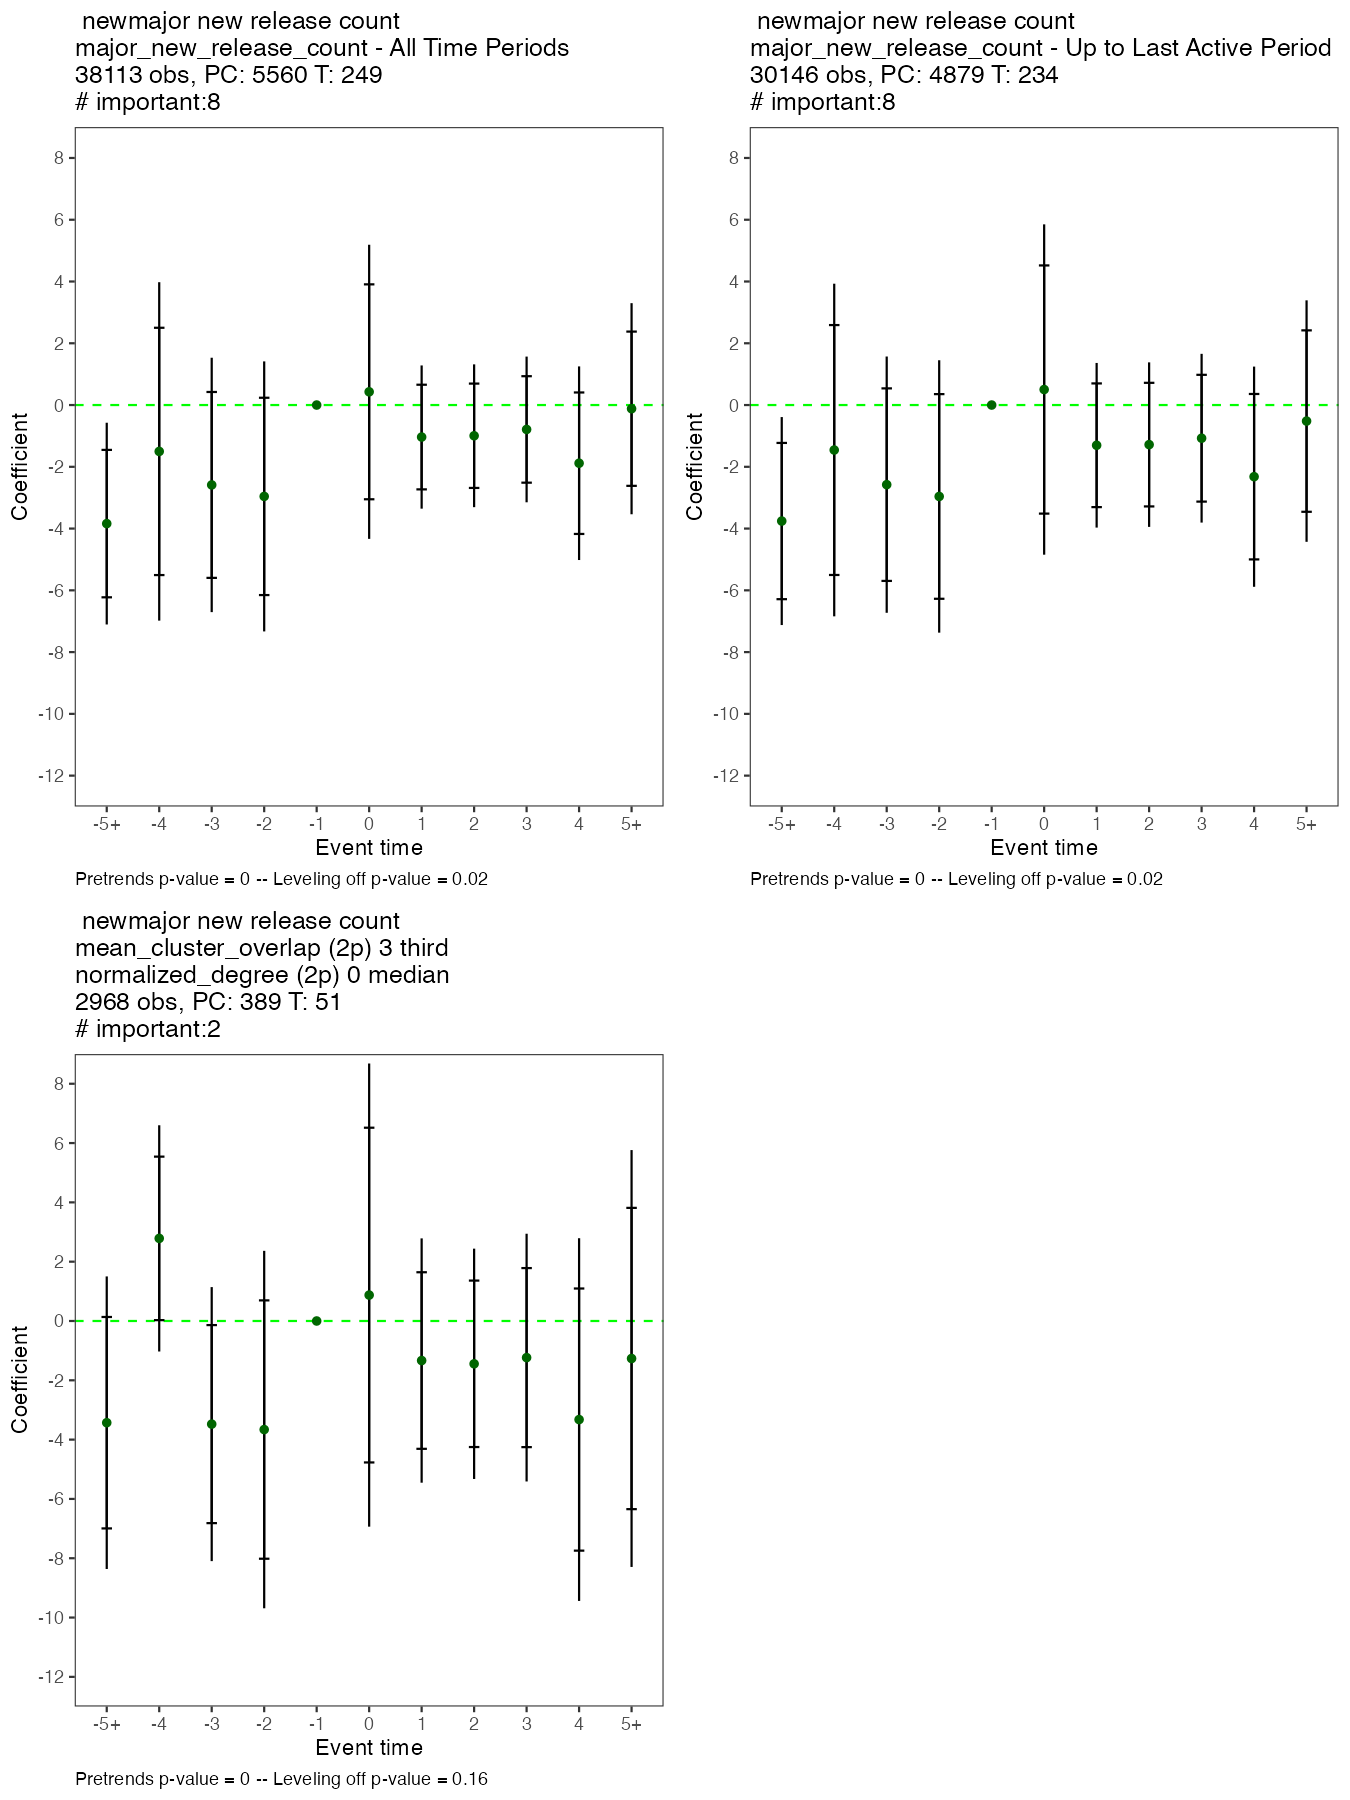 newmajor new release count
major_new_release_count - All Time Periods
38113 obs, PC: 5560 T: 249
# important:8
8
6
4
2
0
-2
-4
-6
-8
-10
-12
Coefficient
-5+ -4 -3 -2 -1 0 1 2 3 4 5+
Event time
Pretrends p-value = 0 -- Leveling off p-value = 0.02
newmajor new release count
major_new_release_count - Up to Last Active Period
30146 obs, PC: 4879 T: 234
# important:8
8
6
4
2
0
-2
-4
-6
-8
-10
-12
Coefficient
-5+ -4 -3 -2 -1 0 1 2 3 4 5+
Event time
Pretrends p-value = 0 -- Leveling off p-value = 0.02
newmajor new release count
mean_cluster_overlap (2p) 3 third
normalized_degree (2p) 0 median
2968 obs, PC: 389 T: 51
# important:2
8
6
4
2
0
-2
-4
-6
-8
-10
-12
Coefficient
-5+ -4 -3 -2 -1 0 1 2 3 4 5+
Event time
Pretrends p-value = 0 -- Leveling off p-value = 0.16